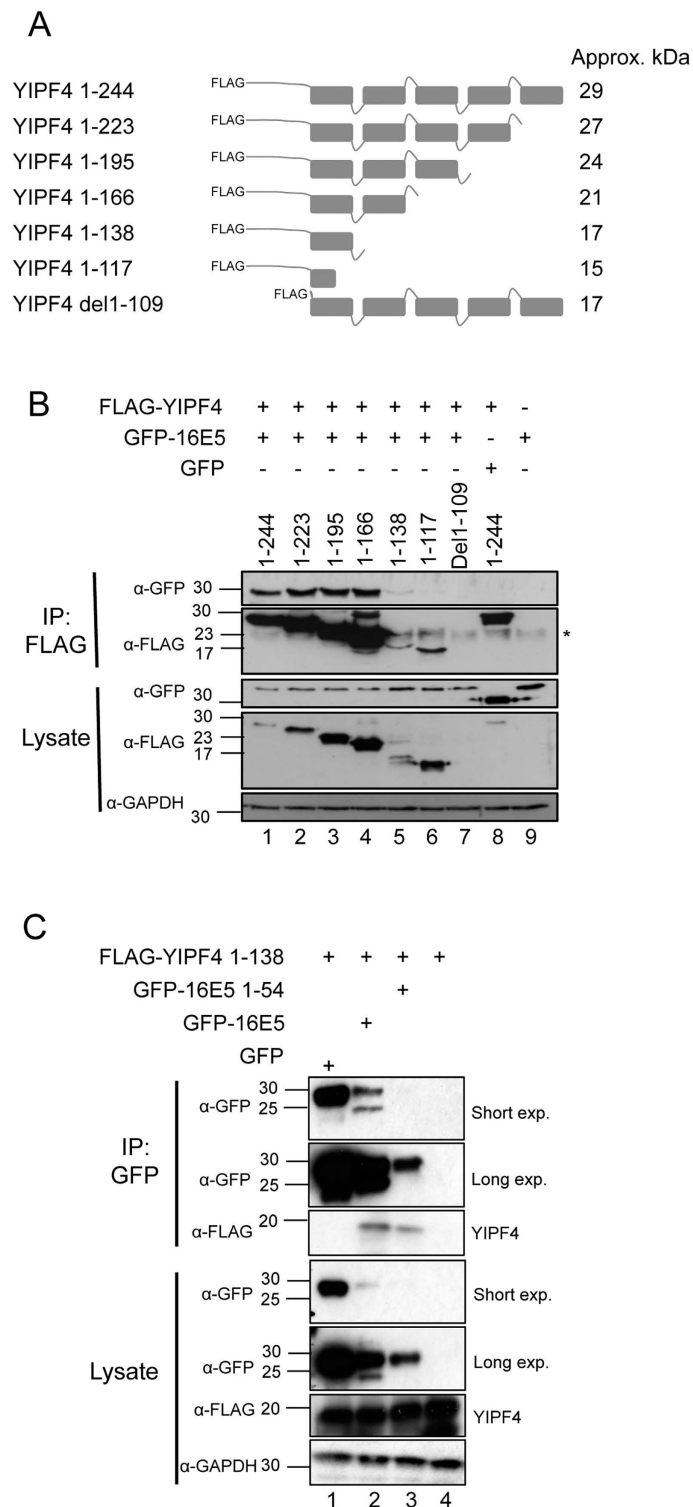 A
Approx. kDa
YIPF4 1-244 FLAG 29
YIPF4 1-223 FLAG 27
YIPF4 1-195 FLAG 24
YIPF4 1-166 FLAG 21
YIPF4 1-138 FLAG 17
YIPF4 1-117 FLAG 15
YIPF4 del1-109 FLAG 17
B
FLAG-YIPF4 + + + + + + + + -
GFP-16E5 + + + + + + + - +
GFP - - - - - - - + -
1-244 1-223 1-195 1-166 1-138 1-117 Del1-109 1-244
IP: FLAG
α-GFP 30
α-FLAG 30 23 17 *
Lysate
α-GFP 30
α-FLAG 30 23 17
α-GAPDH 30
1 2 3 4 5 6 7 8 9
C
FLAG-YIPF4 1-138 + + + +
GFP-16E5 1-54 +
GFP-16E5 +
GFP +
IP: GFP
α-GFP 30 25 Short exp.
α-GFP 30 25 Long exp.
α-FLAG 20 YIPF4
Lysate
α-GFP 30 25 Short exp.
α-GFP 30 25 Long exp.
α-FLAG 20 YIPF4
α-GAPDH 30
1 2 3 4